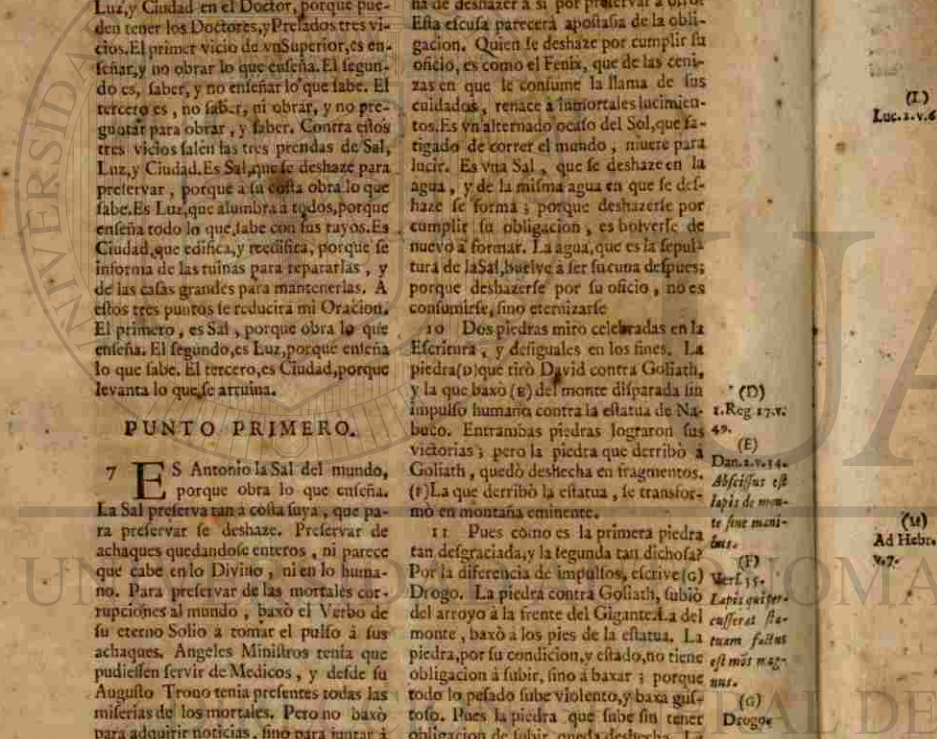 Luz,y Ciudad en el Doctor, porque pue-
den tener los Doctores,y Prelados tres vi-
cios.El primer vicio de vnSuperior,es en-
ſeñar,y no obrar lo que enſeña.El ſegun-
do es, ſaber, y no enſeñar lo que ſabe. El
tercero es, no ſaber, ni obrar, y no pre-
guntar para obrar, y ſaber. Contra eſtos
tres vicios ſalen las tres prendas de Sal,
Luz,y Ciudad.Es Sal,que ſe deshaze para
preſervar, porque à ſu coſta obra lo que
ſabe.Es Luz,que alumbra à todos,porque
enſeña todo lo que ſabe con ſus rayos.Es
Ciudad,que edifica,y reedifica, porque ſe
informa de las ruinas para repararlas, y
de las caſas grandes para mantenerlas. A
eſtos tres puntos ſe reducirà mi Oracion.
El primero, es Sal, porque obra lo que
enſeña. El ſegundo,es Luz,porque enſeña
lo que ſabe. El tercero,es Ciudad,porque
levanta lo que ſe arruina.
PUNTO PRIMERO.
7 ES Antonio la Sal del mundo,
porque obra lo que enſeña.
La Sal preſerva tan à coſta ſuya, que pa-
ra preſervar ſe deshaze. Preſervar de
achaques quedandoſe enteros, ni parece
que cabe en lo Divino, ni en lo huma-
no. Para preſervar de las mortales cor-
rupciones al mundo, baxò el Verbo de
ſu eterno Solio à tomar el pulſo à ſus
achaques. Angeles Miniſtros tenia que
pudieſſen ſervir de Medicos, y deſde ſu
Auguſto Trono tenia preſentes todas las
miſerias de los mortales. Pero no baxò
para adquirir noticias, ſino para juntar à
ha de deshazer à ſi por preſervar à otro?
Eſta eſcuſa parecerà apoſtaſia de la obli-
gacion. Quien ſe deshaze por cumplir ſu
oficio, es como el Fenix, que de las ceni-
zas en que le conſume la llama de ſus
cuidados, renace à inmortales lucimien-
tos.Es vn alternado ocaſo del Sol,que fa-
tigado de correr el mundo, muere para
lucir. Es vna Sal, que ſe deshaze en la
agua, y de la miſma agua en que ſe deſ-
haze ſe forma; porque deshazerſe por
cumplir ſu obligacion, es bolverſe de
nuevo à formar. La agua,que es la ſepul-
tura de laSal,buelve à ſer ſu cuna deſpues;
porque deshazerſe por ſu oficio, no es
conſumirſe, ſino eternizarſe
10 Dos piedras miro celebradas en la
Eſcritura, y deſiguales en los fines. La
piedra(D)que tirò David contra Goliath,
y la que baxò (E) del monte diſparada ſin
impulſo humano contra la eſtatua de Na-
buco. Entrambas piedras lograron ſus
victorias; pero la piedra que derribò à
Goliath, quedò deshecha en fragmentos.
(F)La que derribò la eſtatua, ſe transfor-
mò en montaña eminente.
11 Pues còmo es la primera piedra
tan deſgraciada,y la ſegunda tan dichoſa?
Por la diferencia de impulſos, eſcrive(G)
Drogo. La piedra contra Goliath, ſubiò
del arroyo à la frente del Gigante.La del
monte, baxò à los pies de la eſtatua. La
piedra,por ſu condicion,y eſtado,no tiene
obligacion à ſubir, ſino à baxar; porque
todo lo peſado ſube violento,y baxa guſ-
toſo. Pues la piedra que ſube ſin tener
obligacion de ſubir, queda deshecha. La
(D)
1.Reg.17.v.
49.
(E)
Dan.2.v.34.
Abſciſſus eſt
lapis de mon-
te ſine mani-
bus.
(F)
Verſ.35.
Lapis qui per-
cuſſerat ſta-
tuam factus
eſt mõs mag-
nus.
(G)
Drogo.
(L)
Luc.2.v.6
(M)
Ad Hebr.
v.7.
UNIVERSIDAD
UA